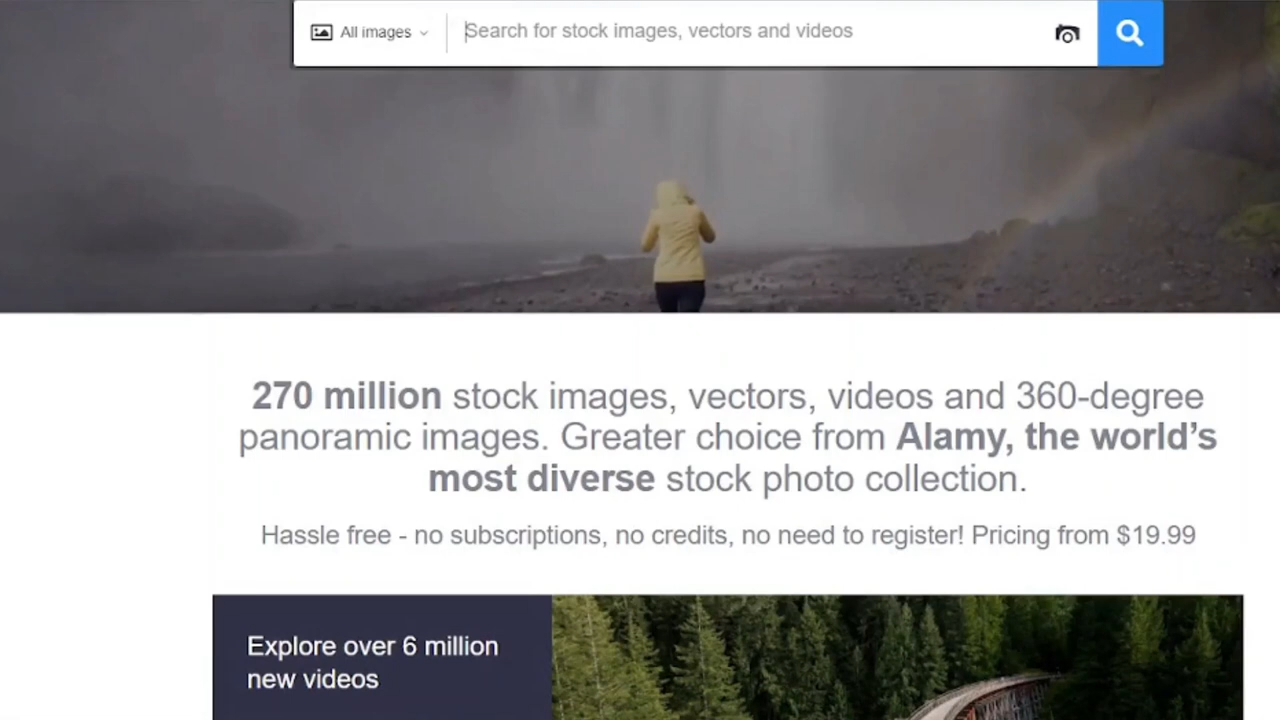 All images
Search for stock images, vectors and videos
270 million stock images, vectors, videos and 360-degree
panoramic images. Greater choice from Alamy, the world’s
most diverse stock photo collection.
Hassle free - no subscriptions, no credits, no need to register! Pricing from $19.99
Explore over 6 million
new videos